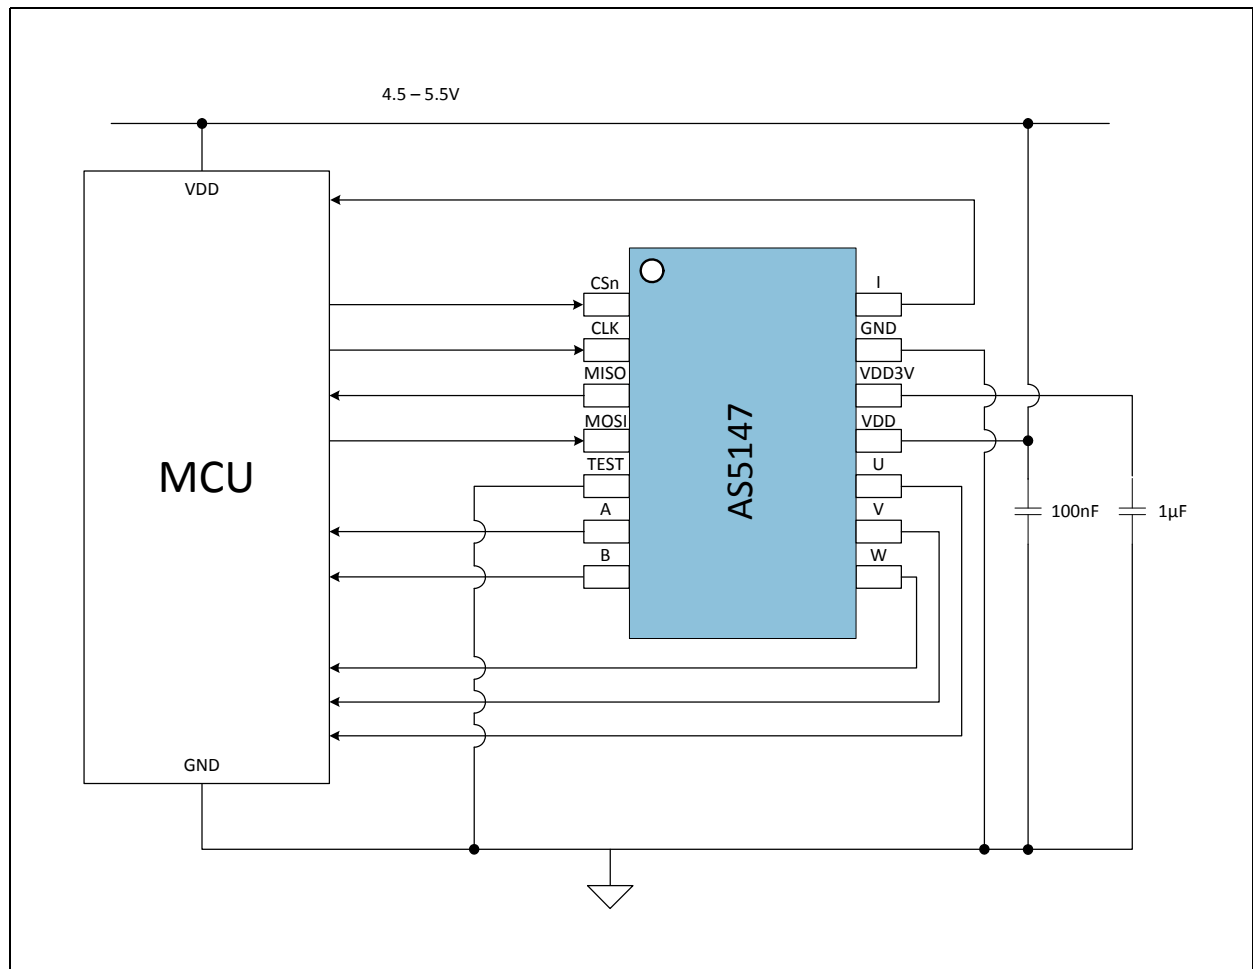 4.5 – 5.5V
VDD
CSn
I
CLK
GND
MISO
VDD3V
MOSI
VDD
MCU
AS5147
TEST
U
A
V
100nF
1µF
B
W
GND